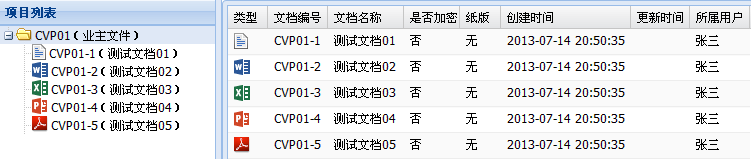 项目列表
CVP01(业主文件)
CVP01-1(测试文档01)
CVP01-2(测试文档02)
CVP01-3(测试文档03)
CVP01-4(测试文档04)
CVP01-5(测试文档05)
类型 文档编号 文档名称 是否加密 纸版 创建时间 更新时间 所属用户
CVP01-1 测试文档01 否 无 2013-07-14 20:50:35 张三
CVP01-2 测试文档02 否 无 2013-07-14 20:50:35 张三
CVP01-3 测试文档03 否 无 2013-07-14 20:50:35 张三
CVP01-4 测试文档04 否 无 2013-07-14 20:50:35 张三
CVP01-5 测试文档05 否 无 2013-07-14 20:50:35 张三